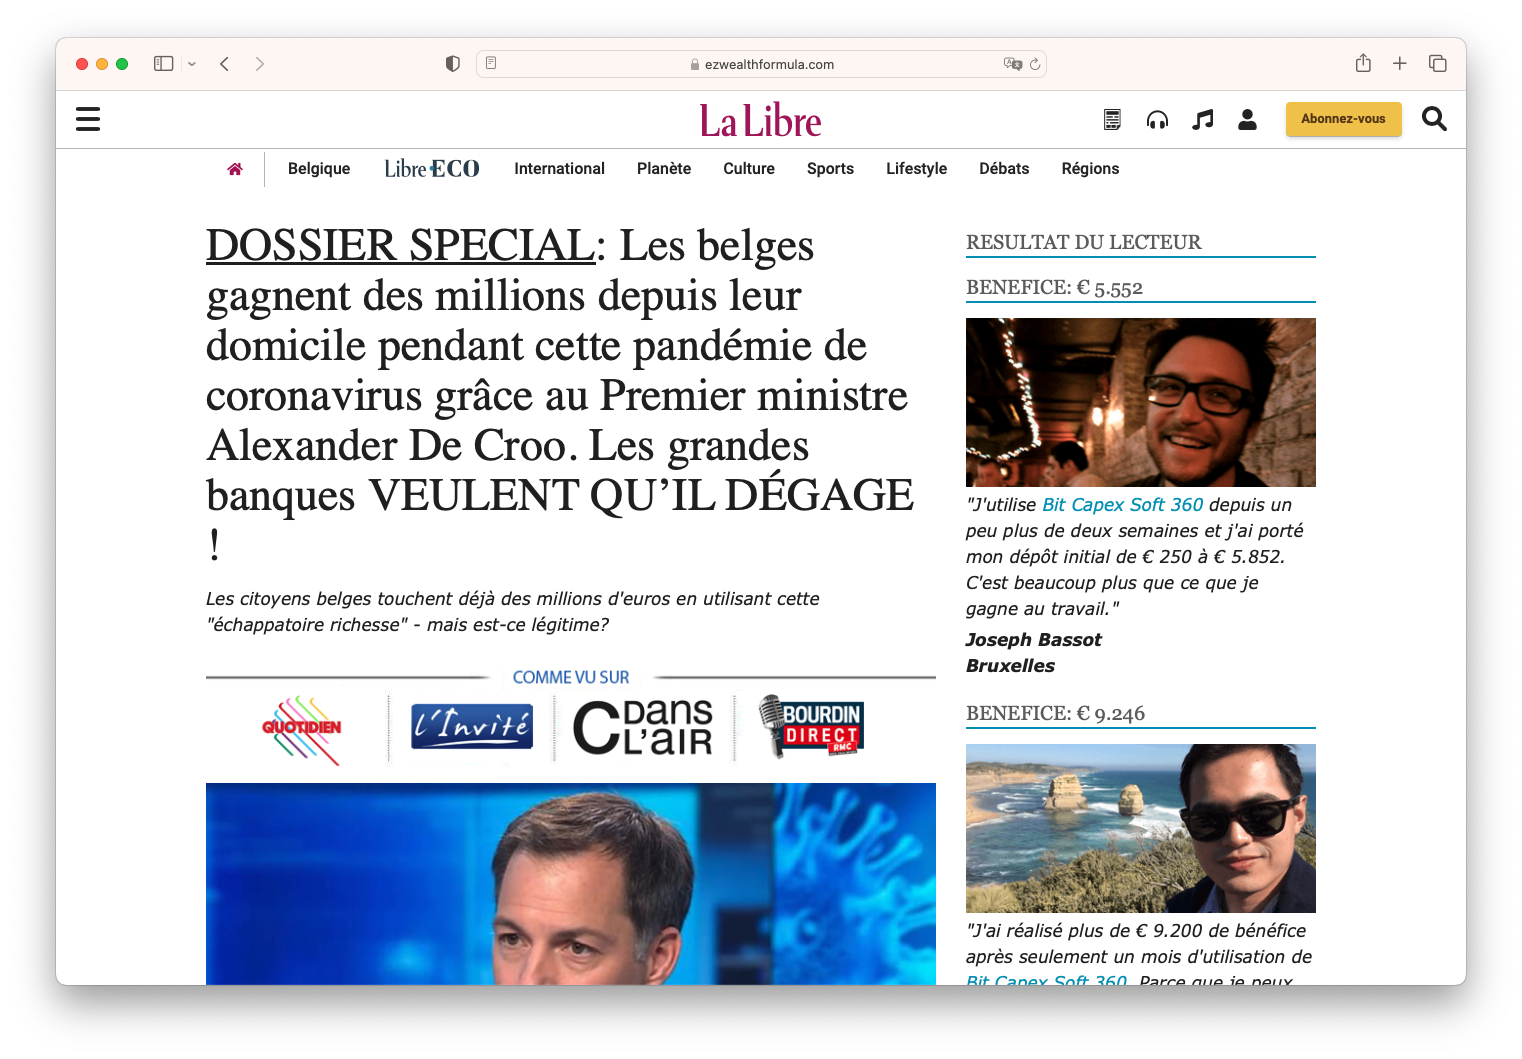 ezwealthformula.com
La Libre
Abonnez-vous
Belgique
Libre ECO
International
Planète
Culture
Sports
Lifestyle
Débats
Régions
DOSSIER SPECIAL: Les belges
gagnent des millions depuis leur
domicile pendant cette pandémie de
coronavirus grâce au Premier ministre
Alexander De Croo. Les grandes
banques VEULENT QU’IL DÉGAGE
!
Les citoyens belges touchent déjà des millions d'euros en utilisant cette
"échappatoire richesse" - mais est-ce légitime?
COMME VU SUR
QUOTIDIEN
l'Invité
C DANS
L'AIR
BOURDIN
DIRECT
RMC
RESULTAT DU LECTEUR
BENEFICE: € 5.552
"J'utilise Bit Capex Soft 360 depuis un
peu plus de deux semaines et j'ai porté
mon dépôt initial de € 250 à € 5.852.
C'est beaucoup plus que ce que je
gagne au travail."
Joseph Bassot
Bruxelles
BENEFICE: € 9.246
"J'ai réalisé plus de € 9.200 de bénéfice
après seulement un mois d'utilisation de
Bit Capex Soft 360. Parce que je peux